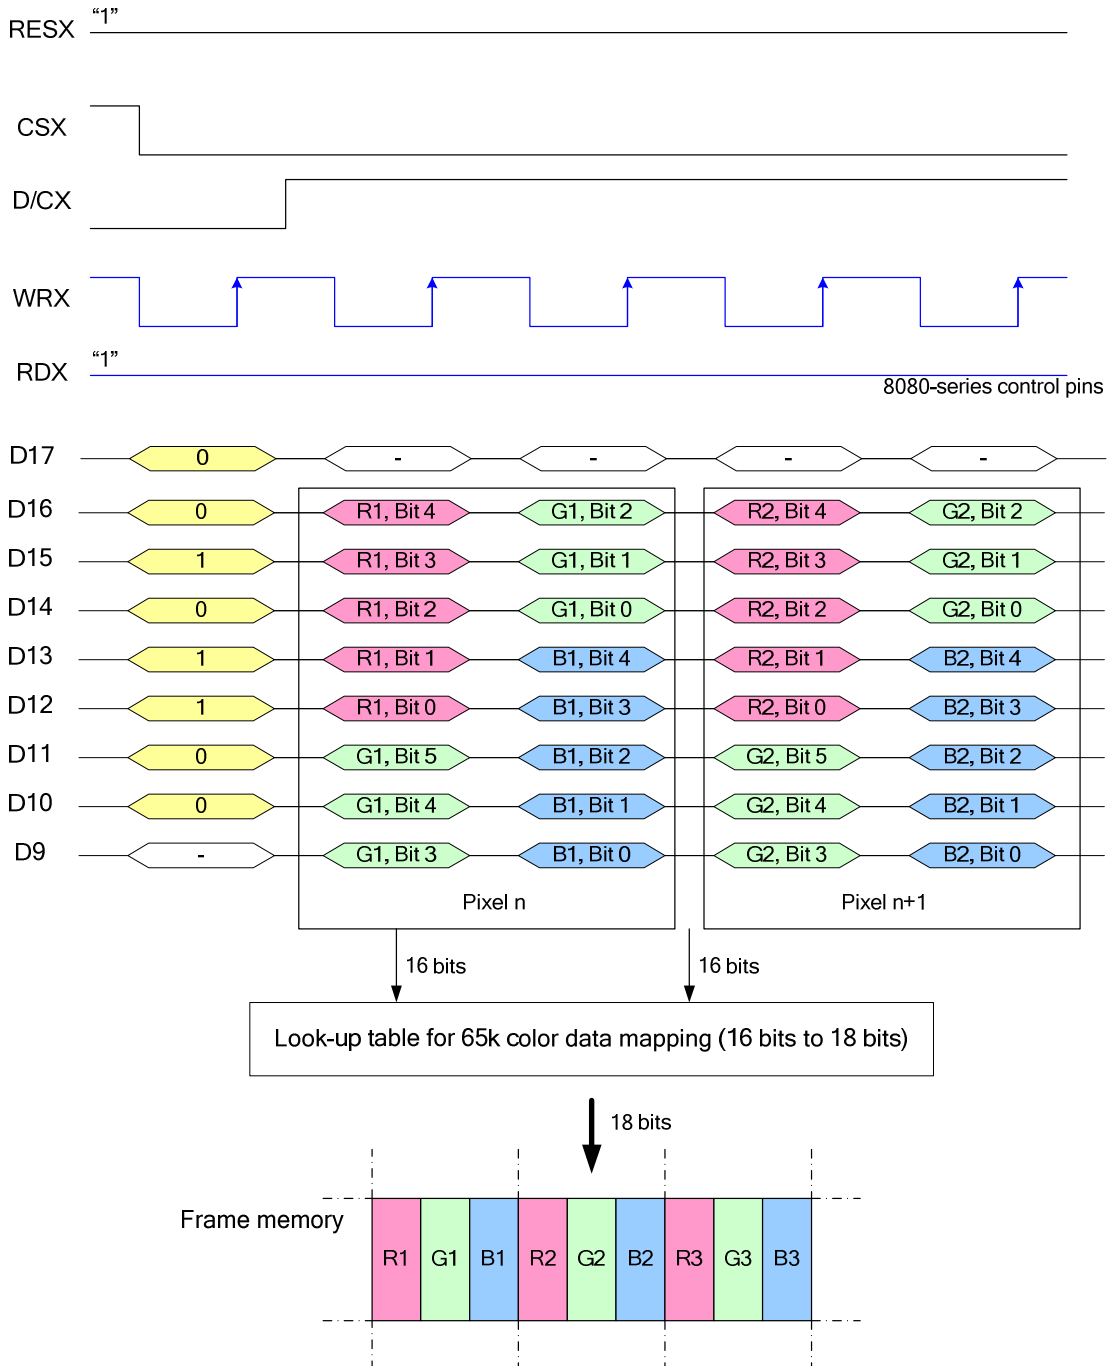 RESX “1”
CSX
D/CX
WRX
RDX “1”
8080-series control pins
D17 0 - - - -
D16 0 R1, Bit 4 G1, Bit 2 R2, Bit 4 G2, Bit 2
D15 1 R1, Bit 3 G1, Bit 1 R2, Bit 3 G2, Bit 1
D14 0 R1, Bit 2 G1, Bit 0 R2, Bit 2 G2, Bit 0
D13 1 R1, Bit 1 B1, Bit 4 R2, Bit 1 B2, Bit 4
D12 1 R1, Bit 0 B1, Bit 3 R2, Bit 0 B2, Bit 3
D11 0 G1, Bit 5 B1, Bit 2 G2, Bit 5 B2, Bit 2
D10 0 G1, Bit 4 B1, Bit 1 G2, Bit 4 B2, Bit 1
D9 - G1, Bit 3 B1, Bit 0 G2, Bit 3 B2, Bit 0
Pixel n Pixel n+1
16 bits 16 bits
Look-up table for 65k color data mapping (16 bits to 18 bits)
18 bits
Frame memory
R1 G1 B1 R2 G2 B2 R3 G3 B3